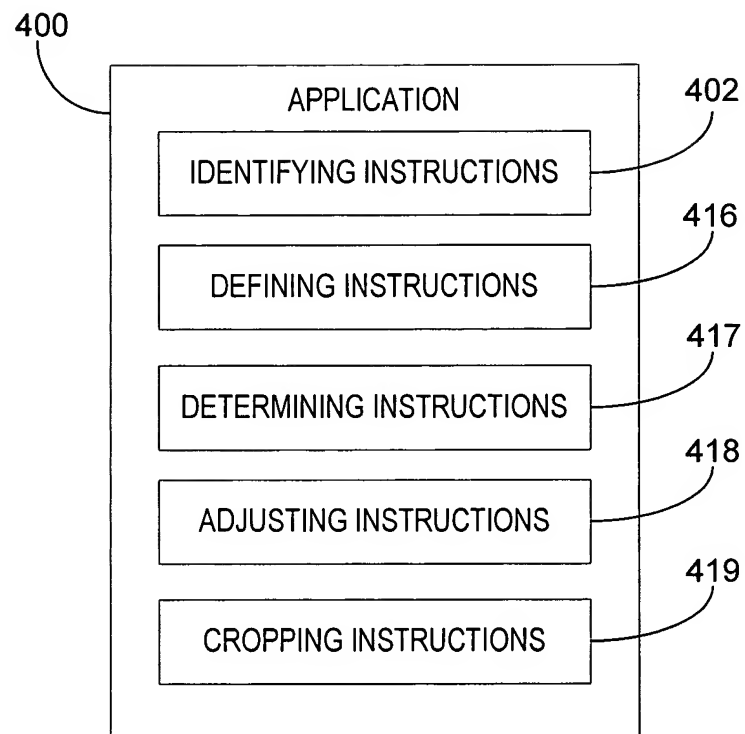 400
APPLICATION
402
IDENTIFYING INSTRUCTIONS
416
DEFINING INSTRUCTIONS
417
DETERMINING INSTRUCTIONS
418
ADJUSTING INSTRUCTIONS
419
CROPPING INSTRUCTIONS